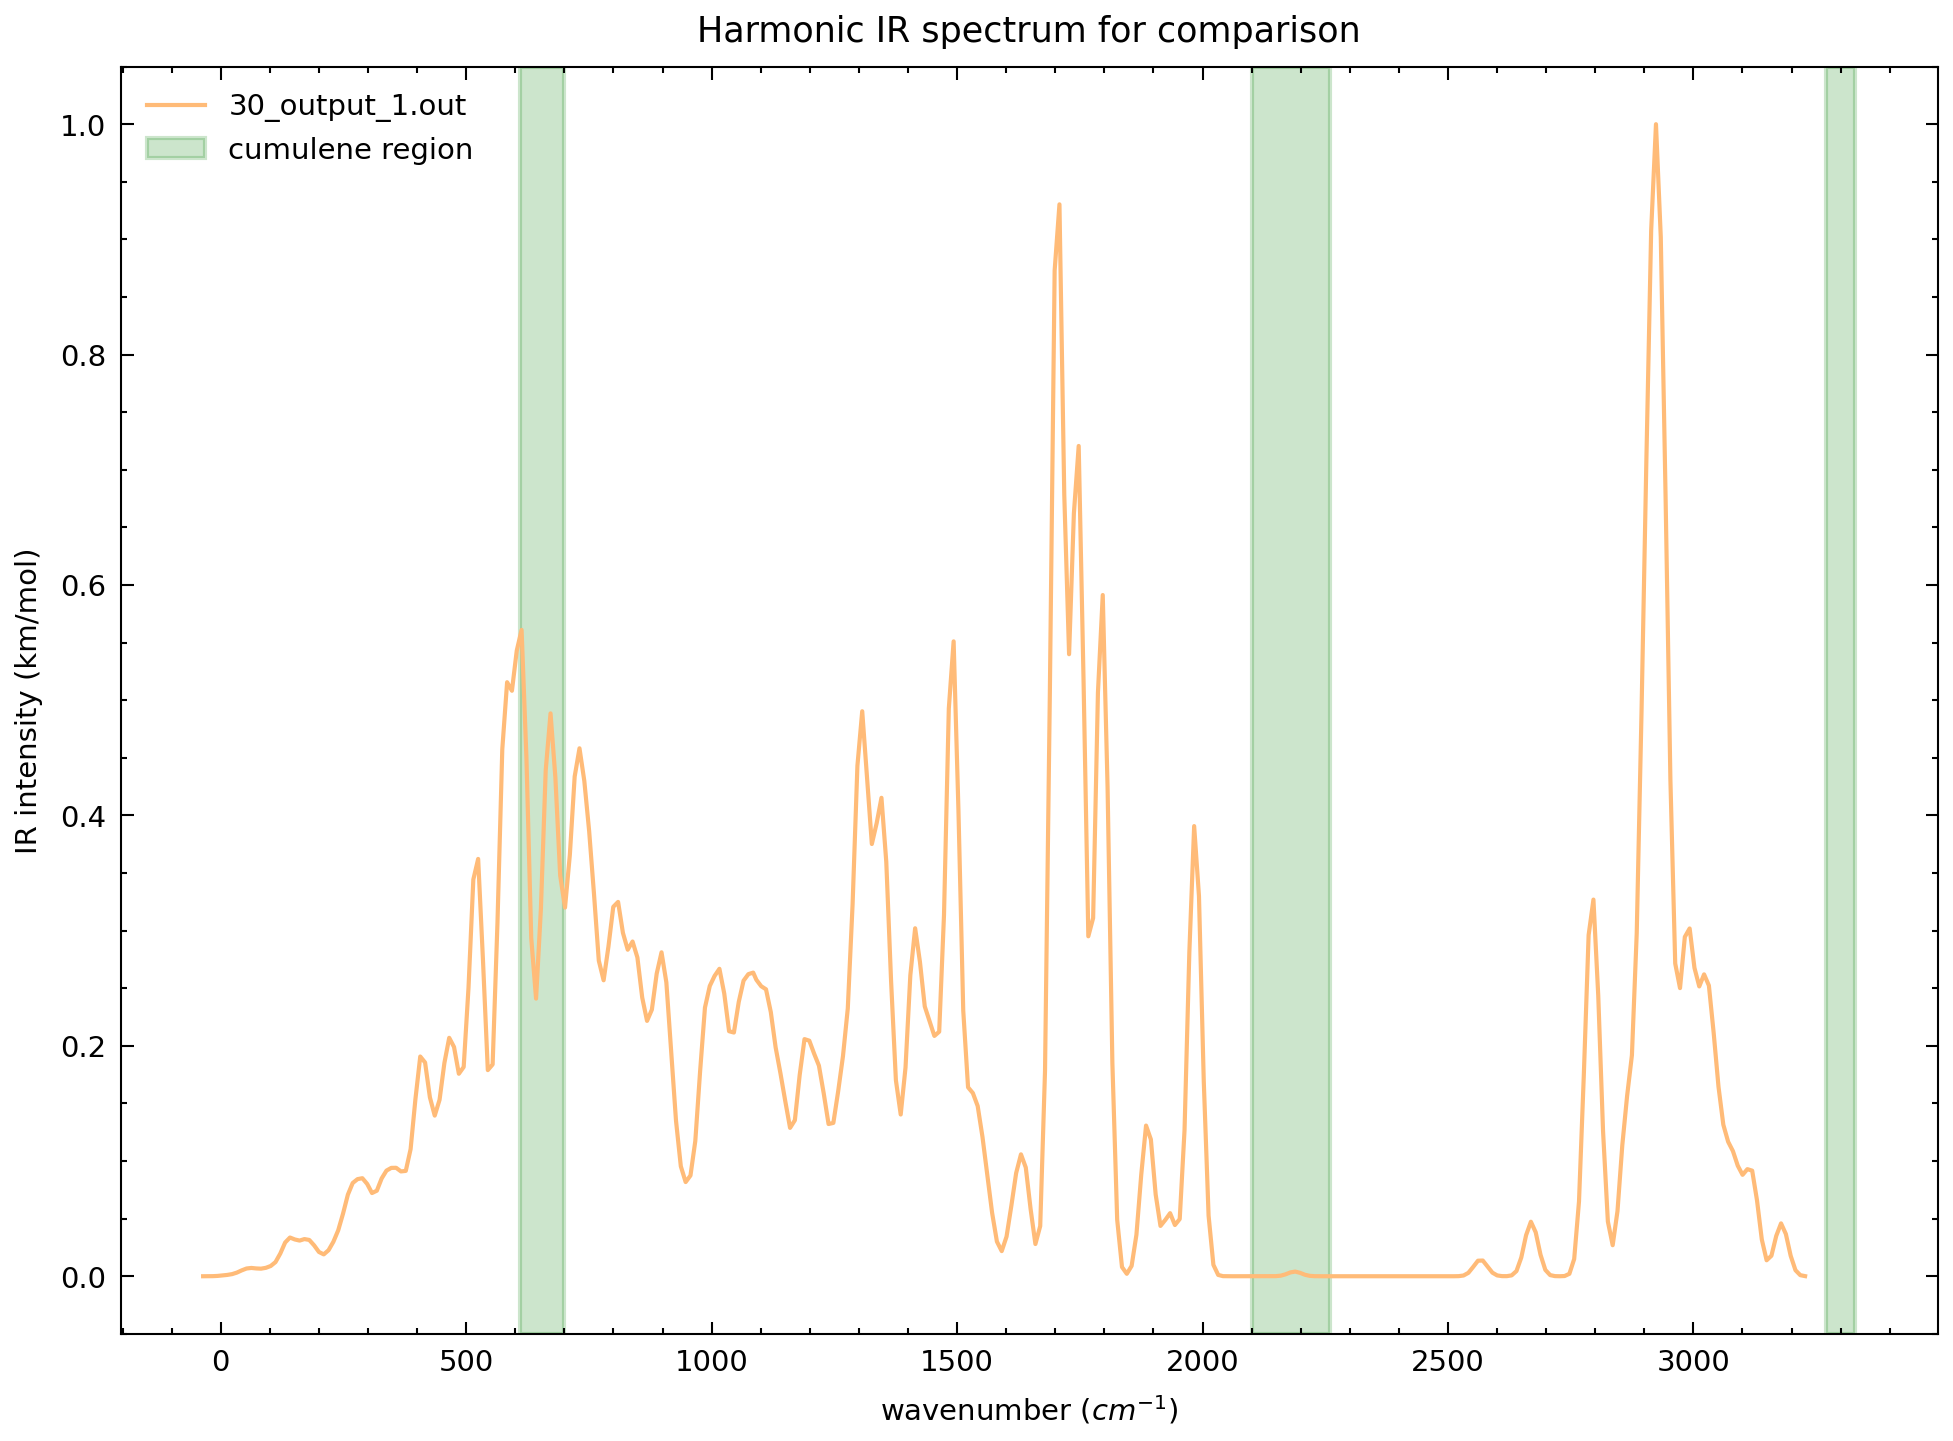 Harmonic IR spectrum for comparison
30_output_1.out
cumulene region
1.0
0.8
0.6
0.4
0.2
0.0
IR intensity (km/mol)
0 500 1000 1500 2000 2500 3000
wavenumber (cm⁻¹)